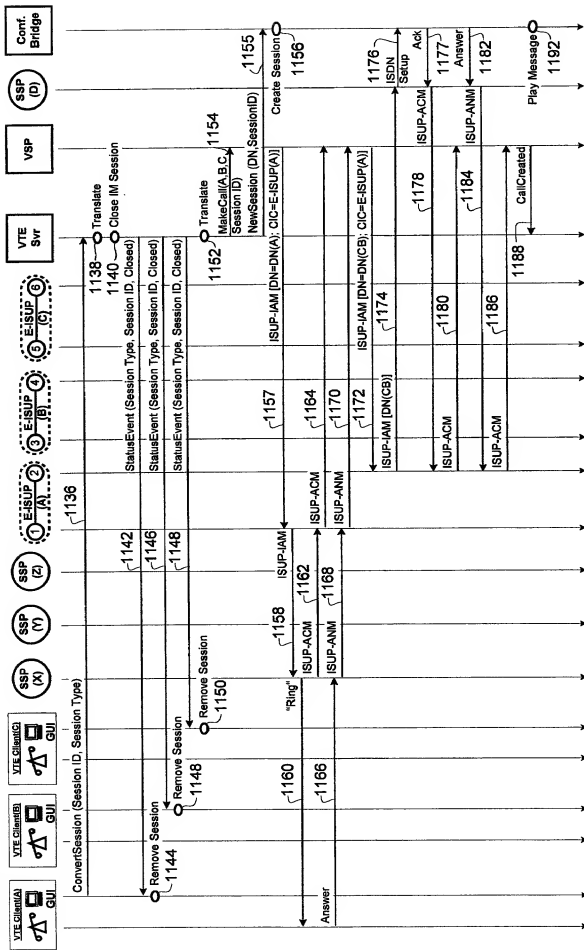 VTE Client(A)
GUI
VTE Client(B)
GUI
VTE Client(C)
GUI
SSP
(X)
SSP
(Y)
SSP
(Z)
1 E-ISUP 2
(A)
3 E-ISUP 4
(B)
5 E-ISUP 6
(C)
VTE
Svr
VSP
SSP
(D)
Conf.
Bridge
ConvertSession (Session ID, Session Type)
1136
1138
Translate
1140
Close IM Session
1142
StatusEvent (Session Type, Session ID, Closed)
Remove Session
1144
1146
StatusEvent (Session Type, Session ID, Closed)
Remove Session
1148
1148
StatusEvent (Session Type, Session ID, Closed)
Remove Session
1150
Translate
1152
1154
MakeCall(A,B,C,
Session ID)
1155
NewSession (DN,SessionID)
Create Session
1156
1157
ISUP-IAM [DN=DN(A); CIC=E-ISUP(A)]
1158
ISUP-IAM
"Ring"
1160
1162
ISUP-ACM
ISUP-ACM
1164
1166
Answer
1168
ISUP-ANM
ISUP-ANM
1170
1172
ISUP-IAM [DN=DN(CB); CIC=E-ISUP(A)]
ISUP-IAM [DN(CB)]
1174
1176
ISDN
Setup
Ack
1177
ISUP-ACM
1178
ISUP-ACM
1180
Answer
1182
ISUP-ANM
1184
ISUP-ACM
1186
CallCreated
1188
Play Message
1192